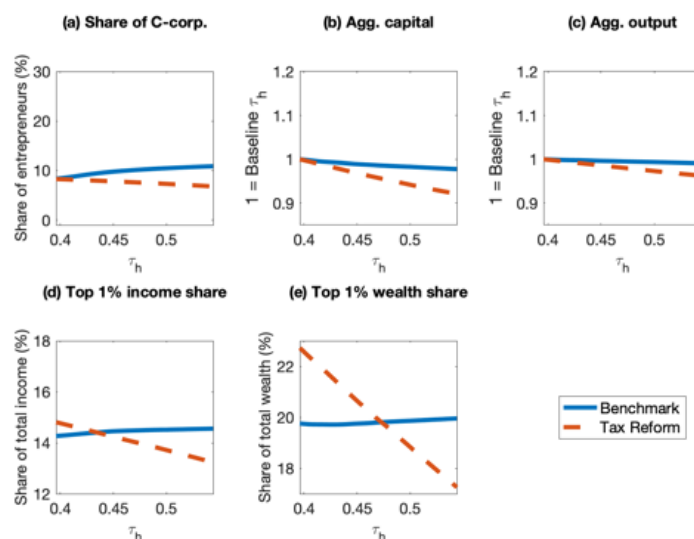 (a) Share of C-corp.
(b) Agg. capital
(c) Agg. output
Share of entrepreneurs (%)
30
20
10
0
0.4 0.45 0.5
τh
1 = Baseline τh
1.2
1.1
1
0.9
0.4 0.45 0.5
τh
1 = Baseline τh
1.2
1.1
1
0.9
0.4 0.45 0.5
τh
(d) Top 1% income share
(e) Top 1% wealth share
Share of total income (%)
18
16
14
12
0.4 0.45 0.5
τh
Share of total wealth (%)
22
20
18
0.4 0.45 0.5
τh
Benchmark
Tax Reform